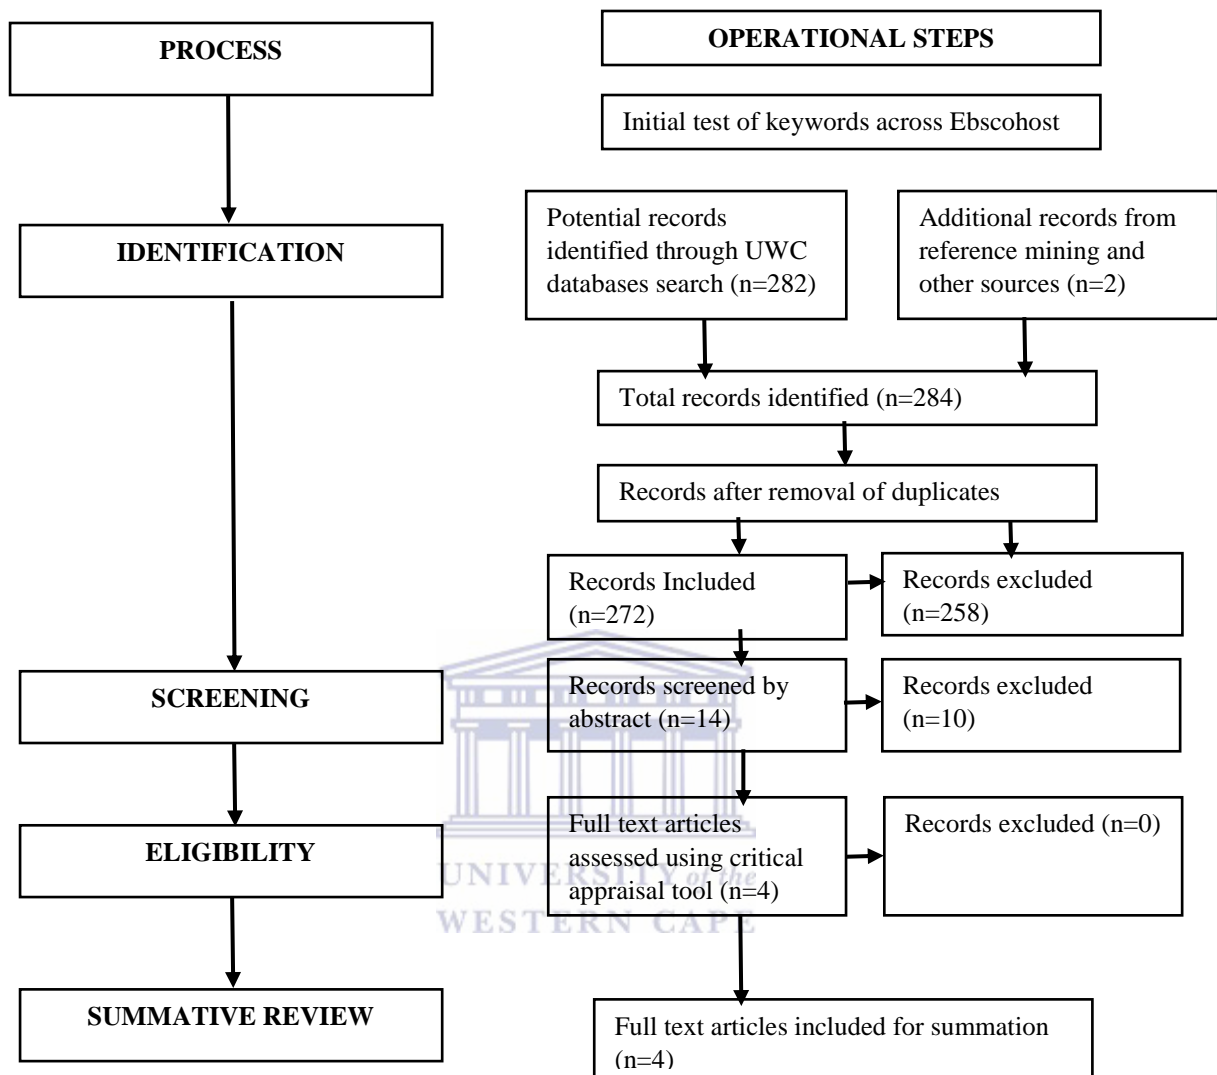 PROCESS
OPERATIONAL STEPS
Initial test of keywords across Ebscohost
IDENTIFICATION
Potential records
identified through UWC
databases search (n=282)
Additional records from
reference mining and
other sources (n=2)
Total records identified (n=284)
Records after removal of duplicates
Records Included
(n=272)
Records excluded
(n=258)
SCREENING
Records screened by
abstract (n=14)
Records excluded
(n=10)
ELIGIBILITY
Full text articles
assessed using critical
appraisal tool (n=4)
Records excluded (n=0)
UNIVERSITY of the
WESTERN CAPE
SUMMATIVE REVIEW
Full text articles included for summation
(n=4)